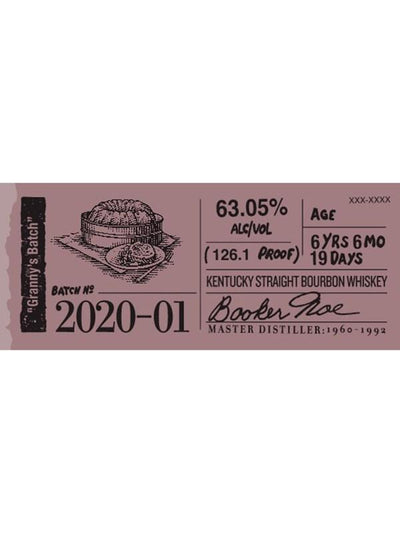 "Granny's Batch"
BATCH Nº
2020-01
63.05%
ALC/VOL
(126.1 PROOF)
XXX-XXXX
AGE
6 YRS 6 MO
19 DAYS
KENTUCKY STRAIGHT BOURBON WHISKEY
Booker Noe
MASTER DISTILLER: 1960-1992